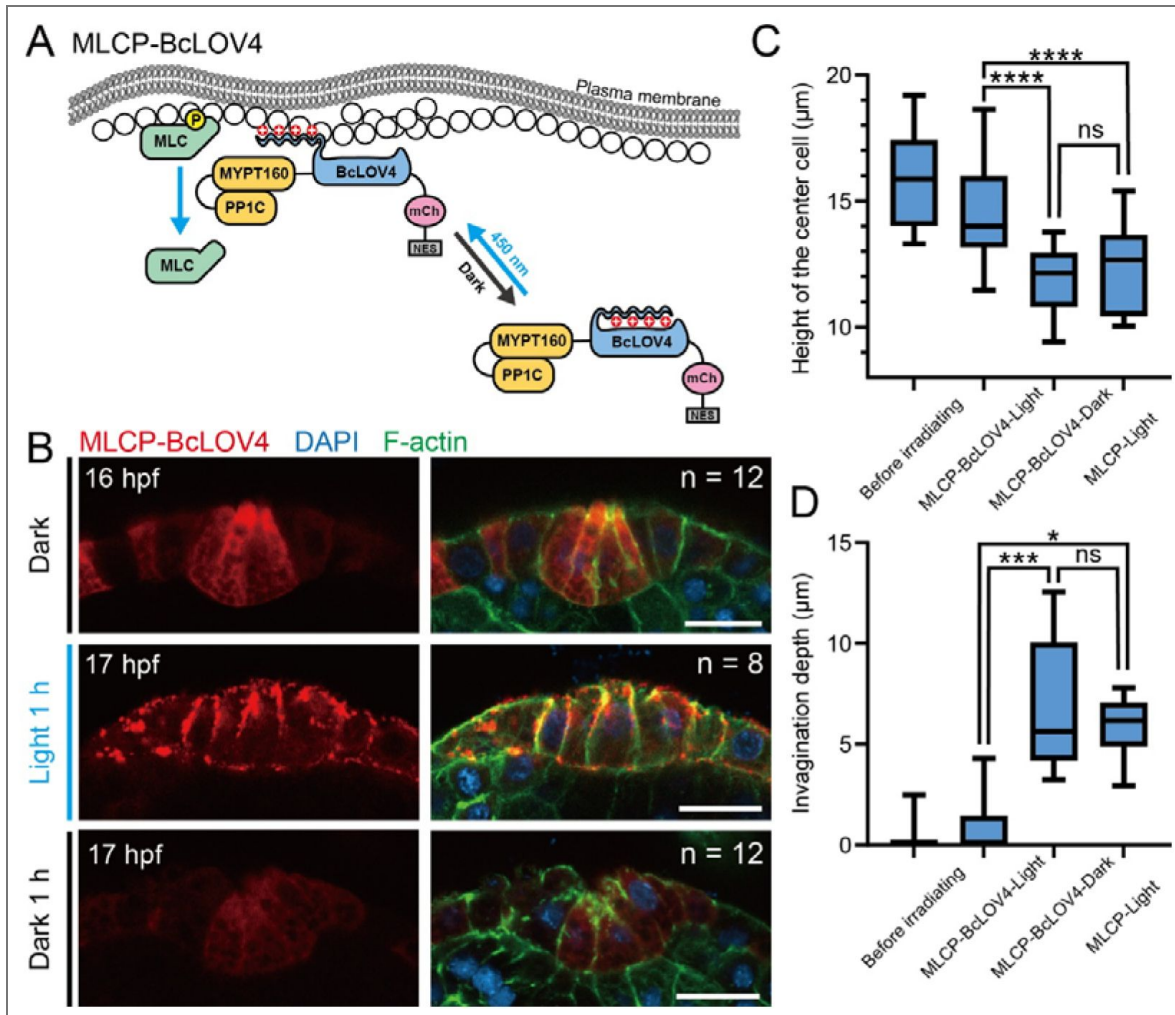 A MLCP-BcLOV4
Plasma membrane
P
MLC
MYPT160
BcLOV4
PP1C
mCh
NES
MLC
450 nm
Dark
MYPT160
BcLOV4
PP1C
mCh
NES
B MLCP-BcLOV4 DAPI F-actin
Dark
16 hpf
n = 12
Light 1 h
17 hpf
n = 8
Dark 1 h
17 hpf
n = 12
C
Height of the center cell (μm)
20
15
10
****
****
ns
Before irradiating
MLCP-BcLOV4-Light
MLCP-BcLOV4-Dark
MLCP-Light
D
Invagination depth (μm)
15
10
5
0
*
***
ns
Before irradiating
MLCP-BcLOV4-Light
MLCP-BcLOV4-Dark
MLCP-Light